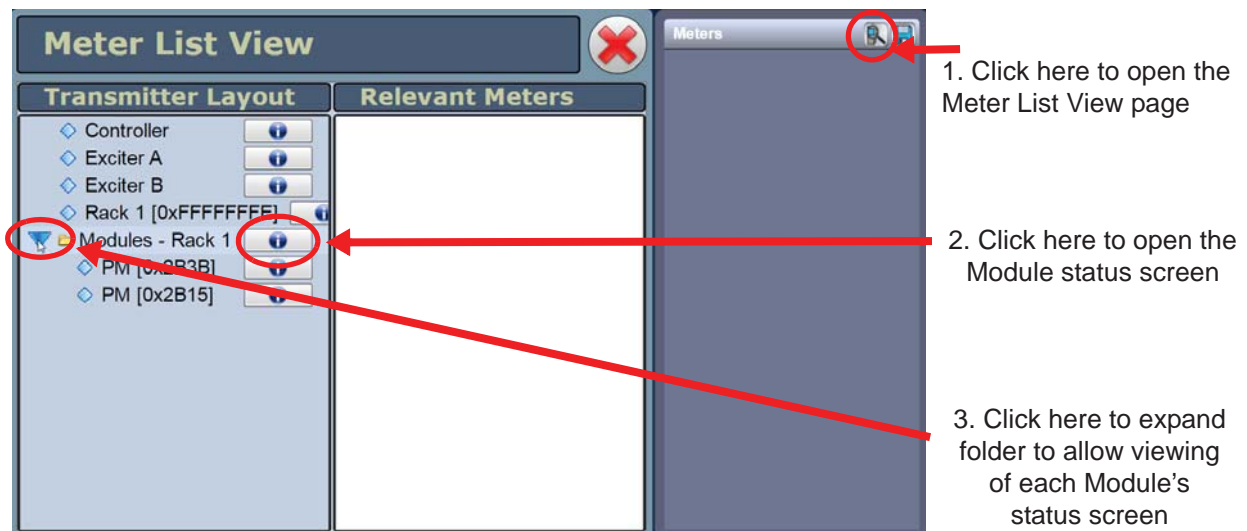 Meter List View
Transmitter Layout
Relevant Meters
Controller
Exciter A
Exciter B
Rack 1 [0xFFFFFFFE]
Modules - Rack 1
PM [0x2B3B]
PM [0x2B15]
Meters
1. Click here to open the
Meter List View page
2. Click here to open the
Module status screen
3. Click here to expand
folder to allow viewing
of each Module's
status screen